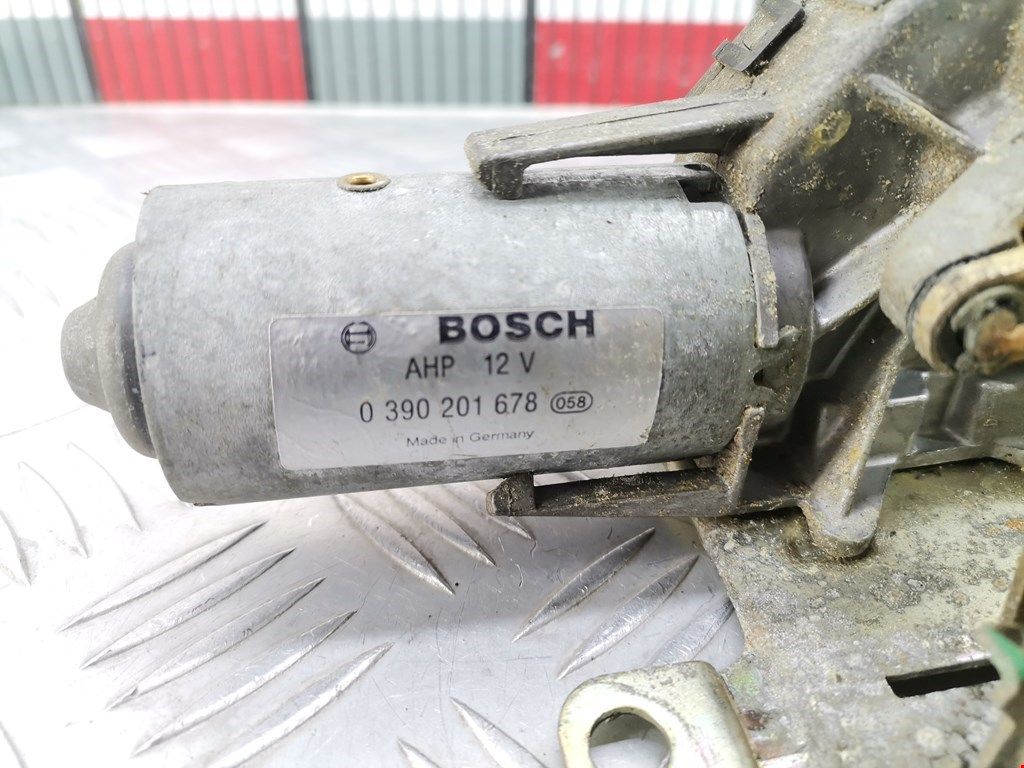 BOSCH
AHP 12 V
0 390 201 678 058
Made in Germany